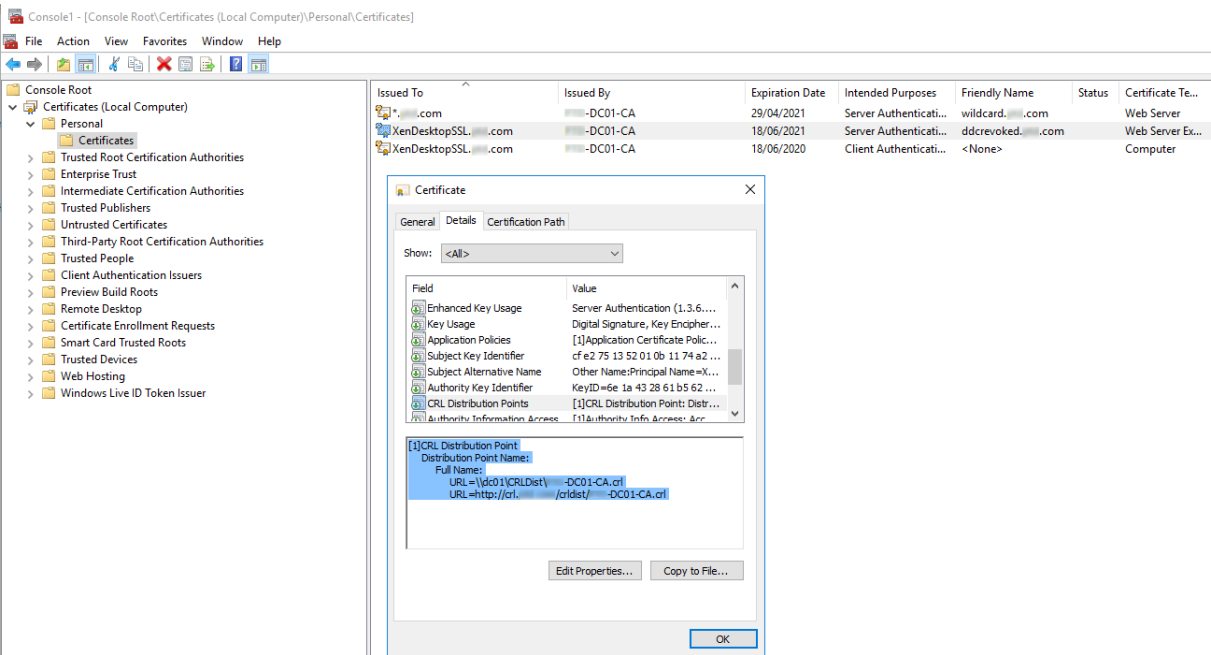 Console1 - [Console Root\Certificates (Local Computer)\Personal\Certificates]
File Action View Favorites Window Help
Console Root
Certificates (Local Computer)
Personal
Certificates
Trusted Root Certification Authorities
Enterprise Trust
Intermediate Certification Authorities
Trusted Publishers
Untrusted Certificates
Third-Party Root Certification Authorities
Trusted People
Client Authentication Issuers
Preview Build Roots
Remote Desktop
Certificate Enrollment Requests
Smart Card Trusted Roots
Trusted Devices
Web Hosting
Windows Live ID Token Issuer
Issued To Issued By Expiration Date Intended Purposes Friendly Name Status Certificate Te...
*. .com -DC01-CA 29/04/2021 Server Authenticati... wildcard. .com Web Server
XenDesktopSSL. .com -DC01-CA 18/06/2021 Server Authenticati... ddcrevoked. .com Web Server Ex...
XenDesktopSSL. .com -DC01-CA 18/06/2020 Client Authenticati... <None> Computer
Certificate
General Details Certification Path
Show: <All>
Field Value
Enhanced Key Usage Server Authentication (1.3.6....
Key Usage Digital Signature, Key Encipher...
Application Policies [1]Application Certificate Polic...
Subject Key Identifier cf e2 75 13 52 01 0b 11 74 a2 ...
Subject Alternative Name Other Name:Principal Name=X...
Authority Key Identifier KeyID=6e 1a 43 28 61 b5 62 ...
CRL Distribution Points [1]CRL Distribution Point: Distr...
Authority Information Access [1]Authority Info Access: Acc...
[1]CRL Distribution Point
Distribution Point Name:
Full Name:
URL=\\dc01\CRLDist\ -DC01-CA.crl
URL=http://crl. /crldist/ -DC01-CA.crl
Edit Properties... Copy to File...
OK